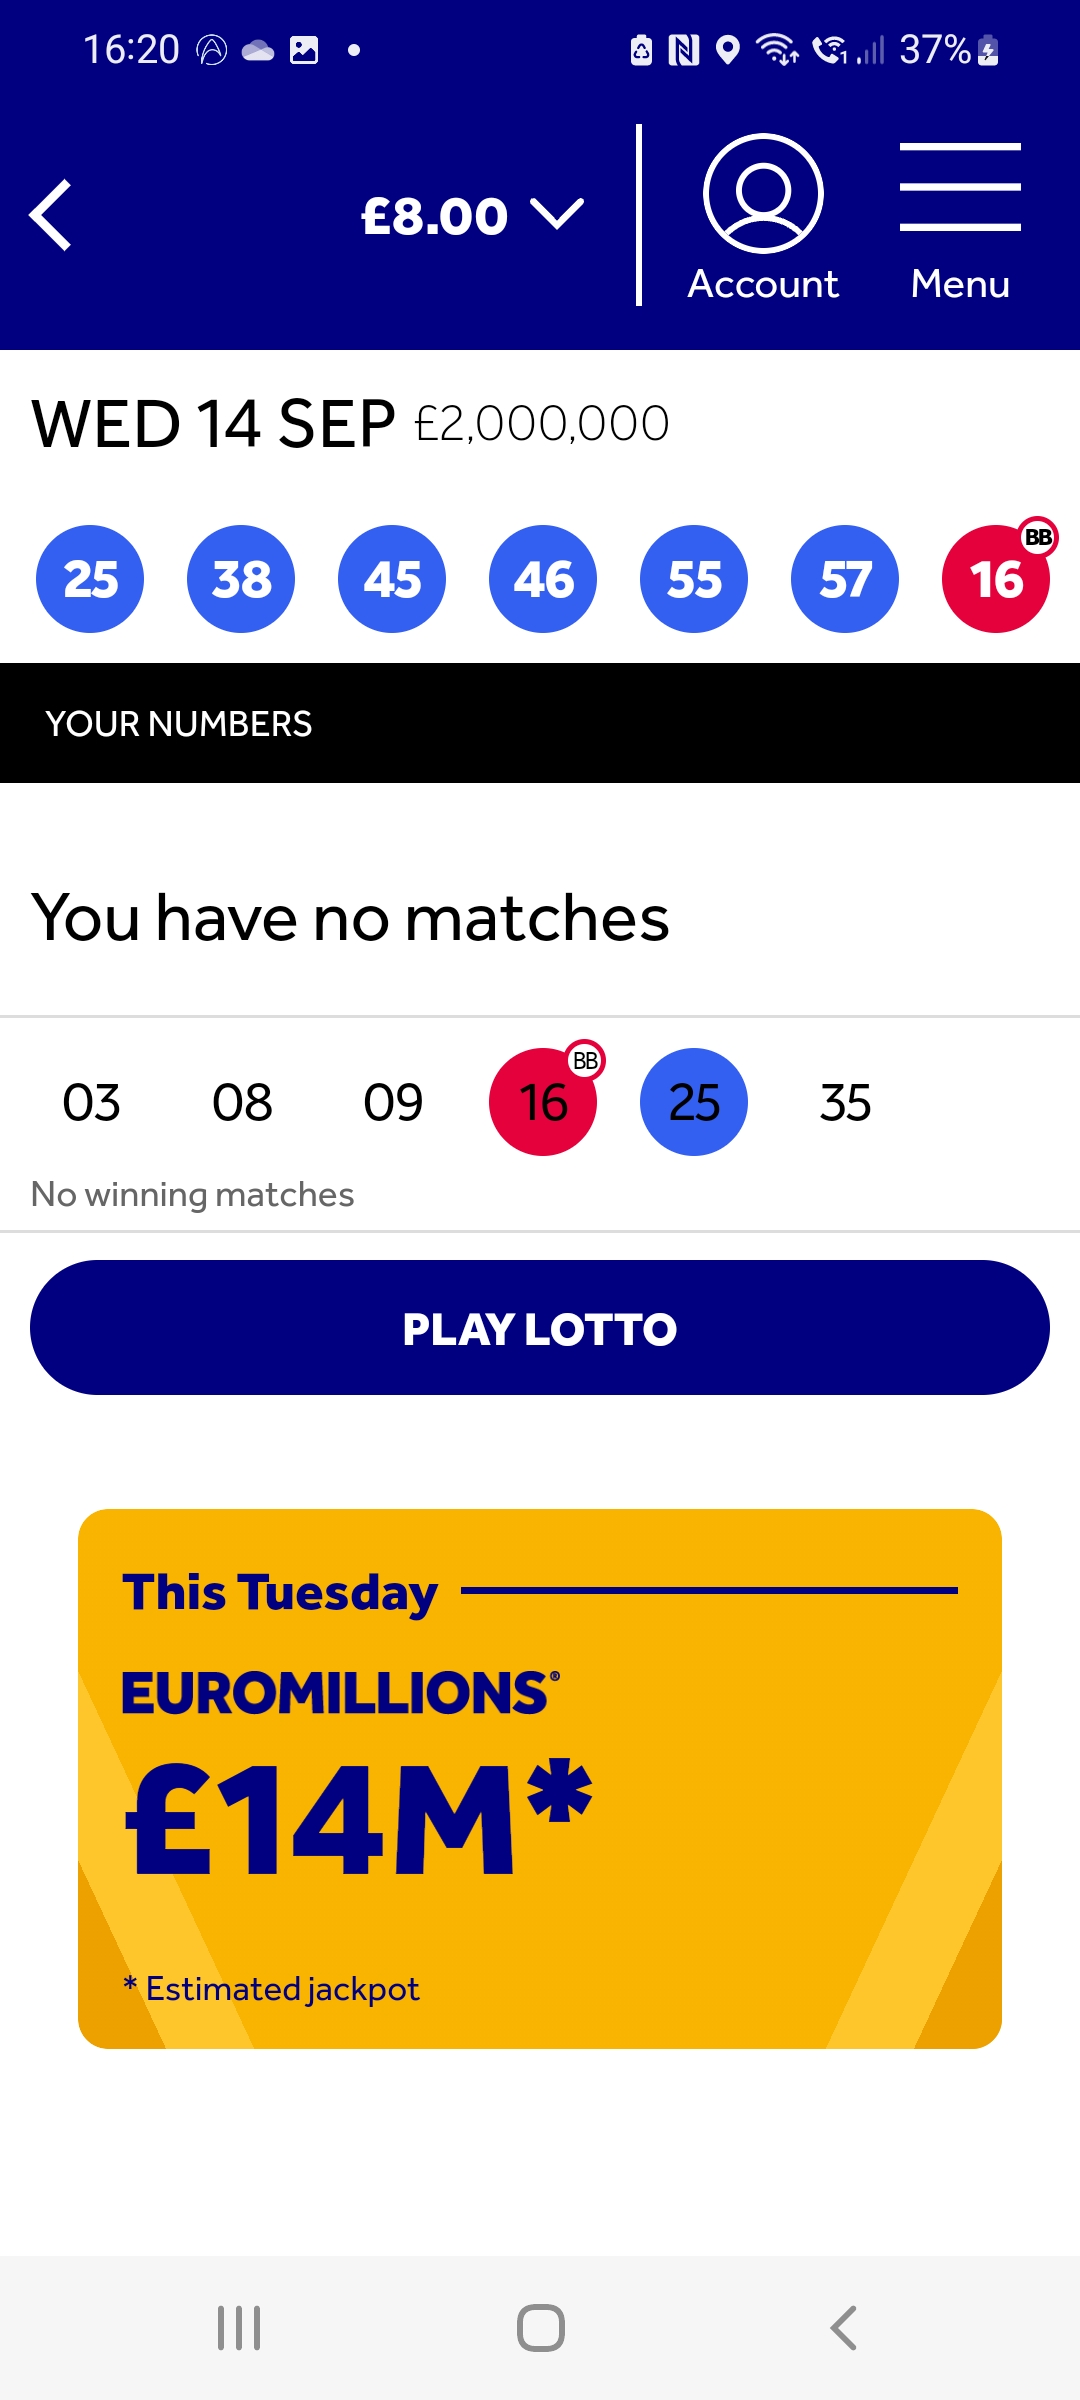 16:20 37%
£8.00
Account Menu
WED 14 SEP £2,000,000
BB
25 38 45 46 55 57 16
YOUR NUMBERS
You have no matches
BB
03 08 09 16 25 35
No winning matches
PLAY LOTTO
This Tuesday
EUROMILLIONS®
£14M*
* Estimated jackpot